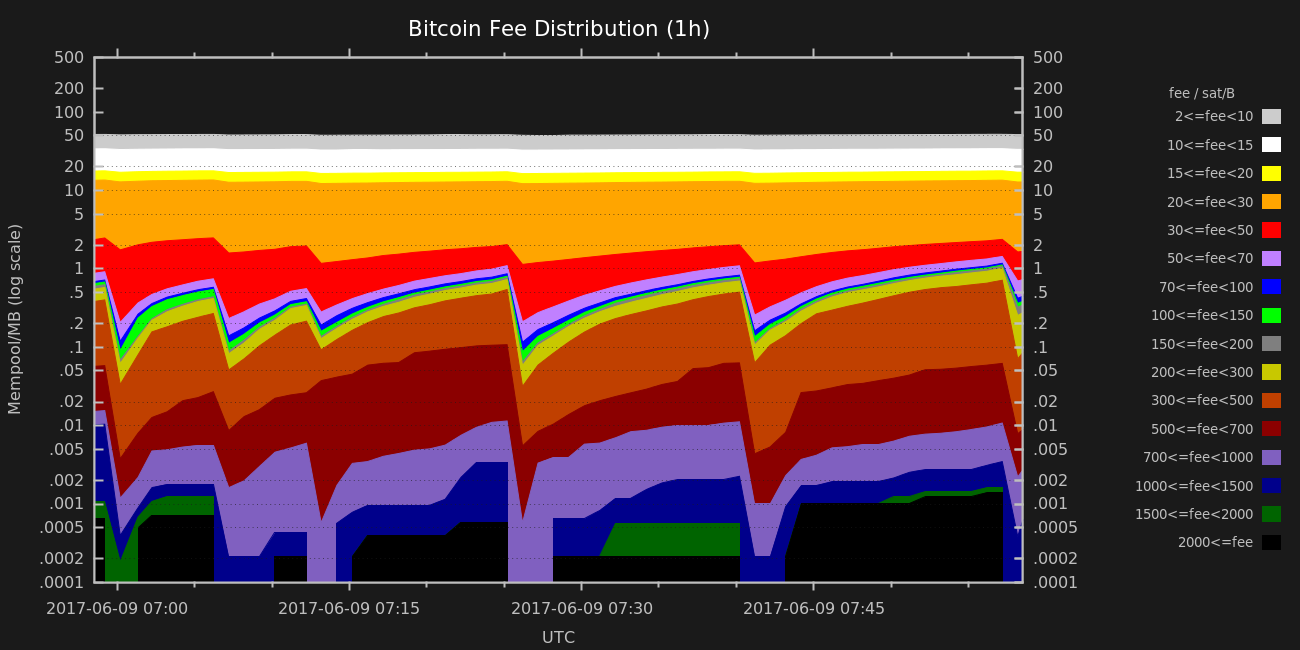 Bitcoin Fee Distribution (1h)
500 500
200 200
100 100
50 50
20 20
10 10
5 5
2 2
1 1
.5 .5
.2 .2
.1 .1
.05 .05
.02 .02
.01 .01
.005 .005
.002 .002
.001 .001
.0005 .0005
.0002 .0002
.0001 .0001
Mempool/MB (log scale)
2017-06-09 07:00 2017-06-09 07:15 2017-06-09 07:30 2017-06-09 07:45
UTC
fee / sat/B
2<=fee<10
10<=fee<15
15<=fee<20
20<=fee<30
30<=fee<50
50<=fee<70
70<=fee<100
100<=fee<150
150<=fee<200
200<=fee<300
300<=fee<500
500<=fee<700
700<=fee<1000
1000<=fee<1500
1500<=fee<2000
2000<=fee